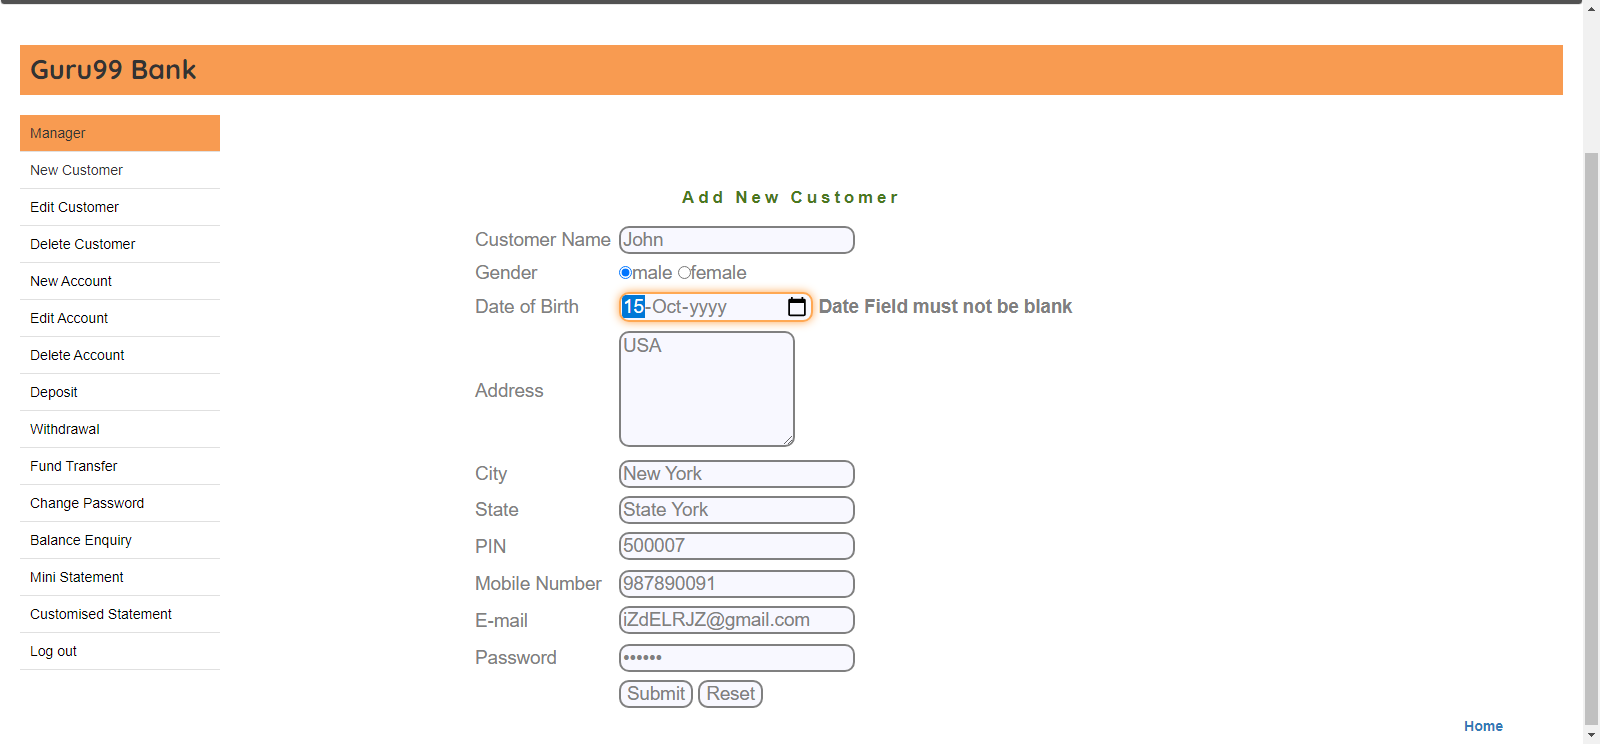 Guru99 Bank
Manager
New Customer
Edit Customer
Delete Customer
New Account
Edit Account
Delete Account
Deposit
Withdrawal
Fund Transfer
Change Password
Balance Enquiry
Mini Statement
Customised Statement
Log out
Add New Customer
Customer Name John
Gender male female
Date of Birth 15-Oct-yyyy Date Field must not be blank
Address USA
City New York
State State York
PIN 500007
Mobile Number 987890091
E-mail iZdELRJZ@gmail.com
Password ••••••
Submit Reset
Home